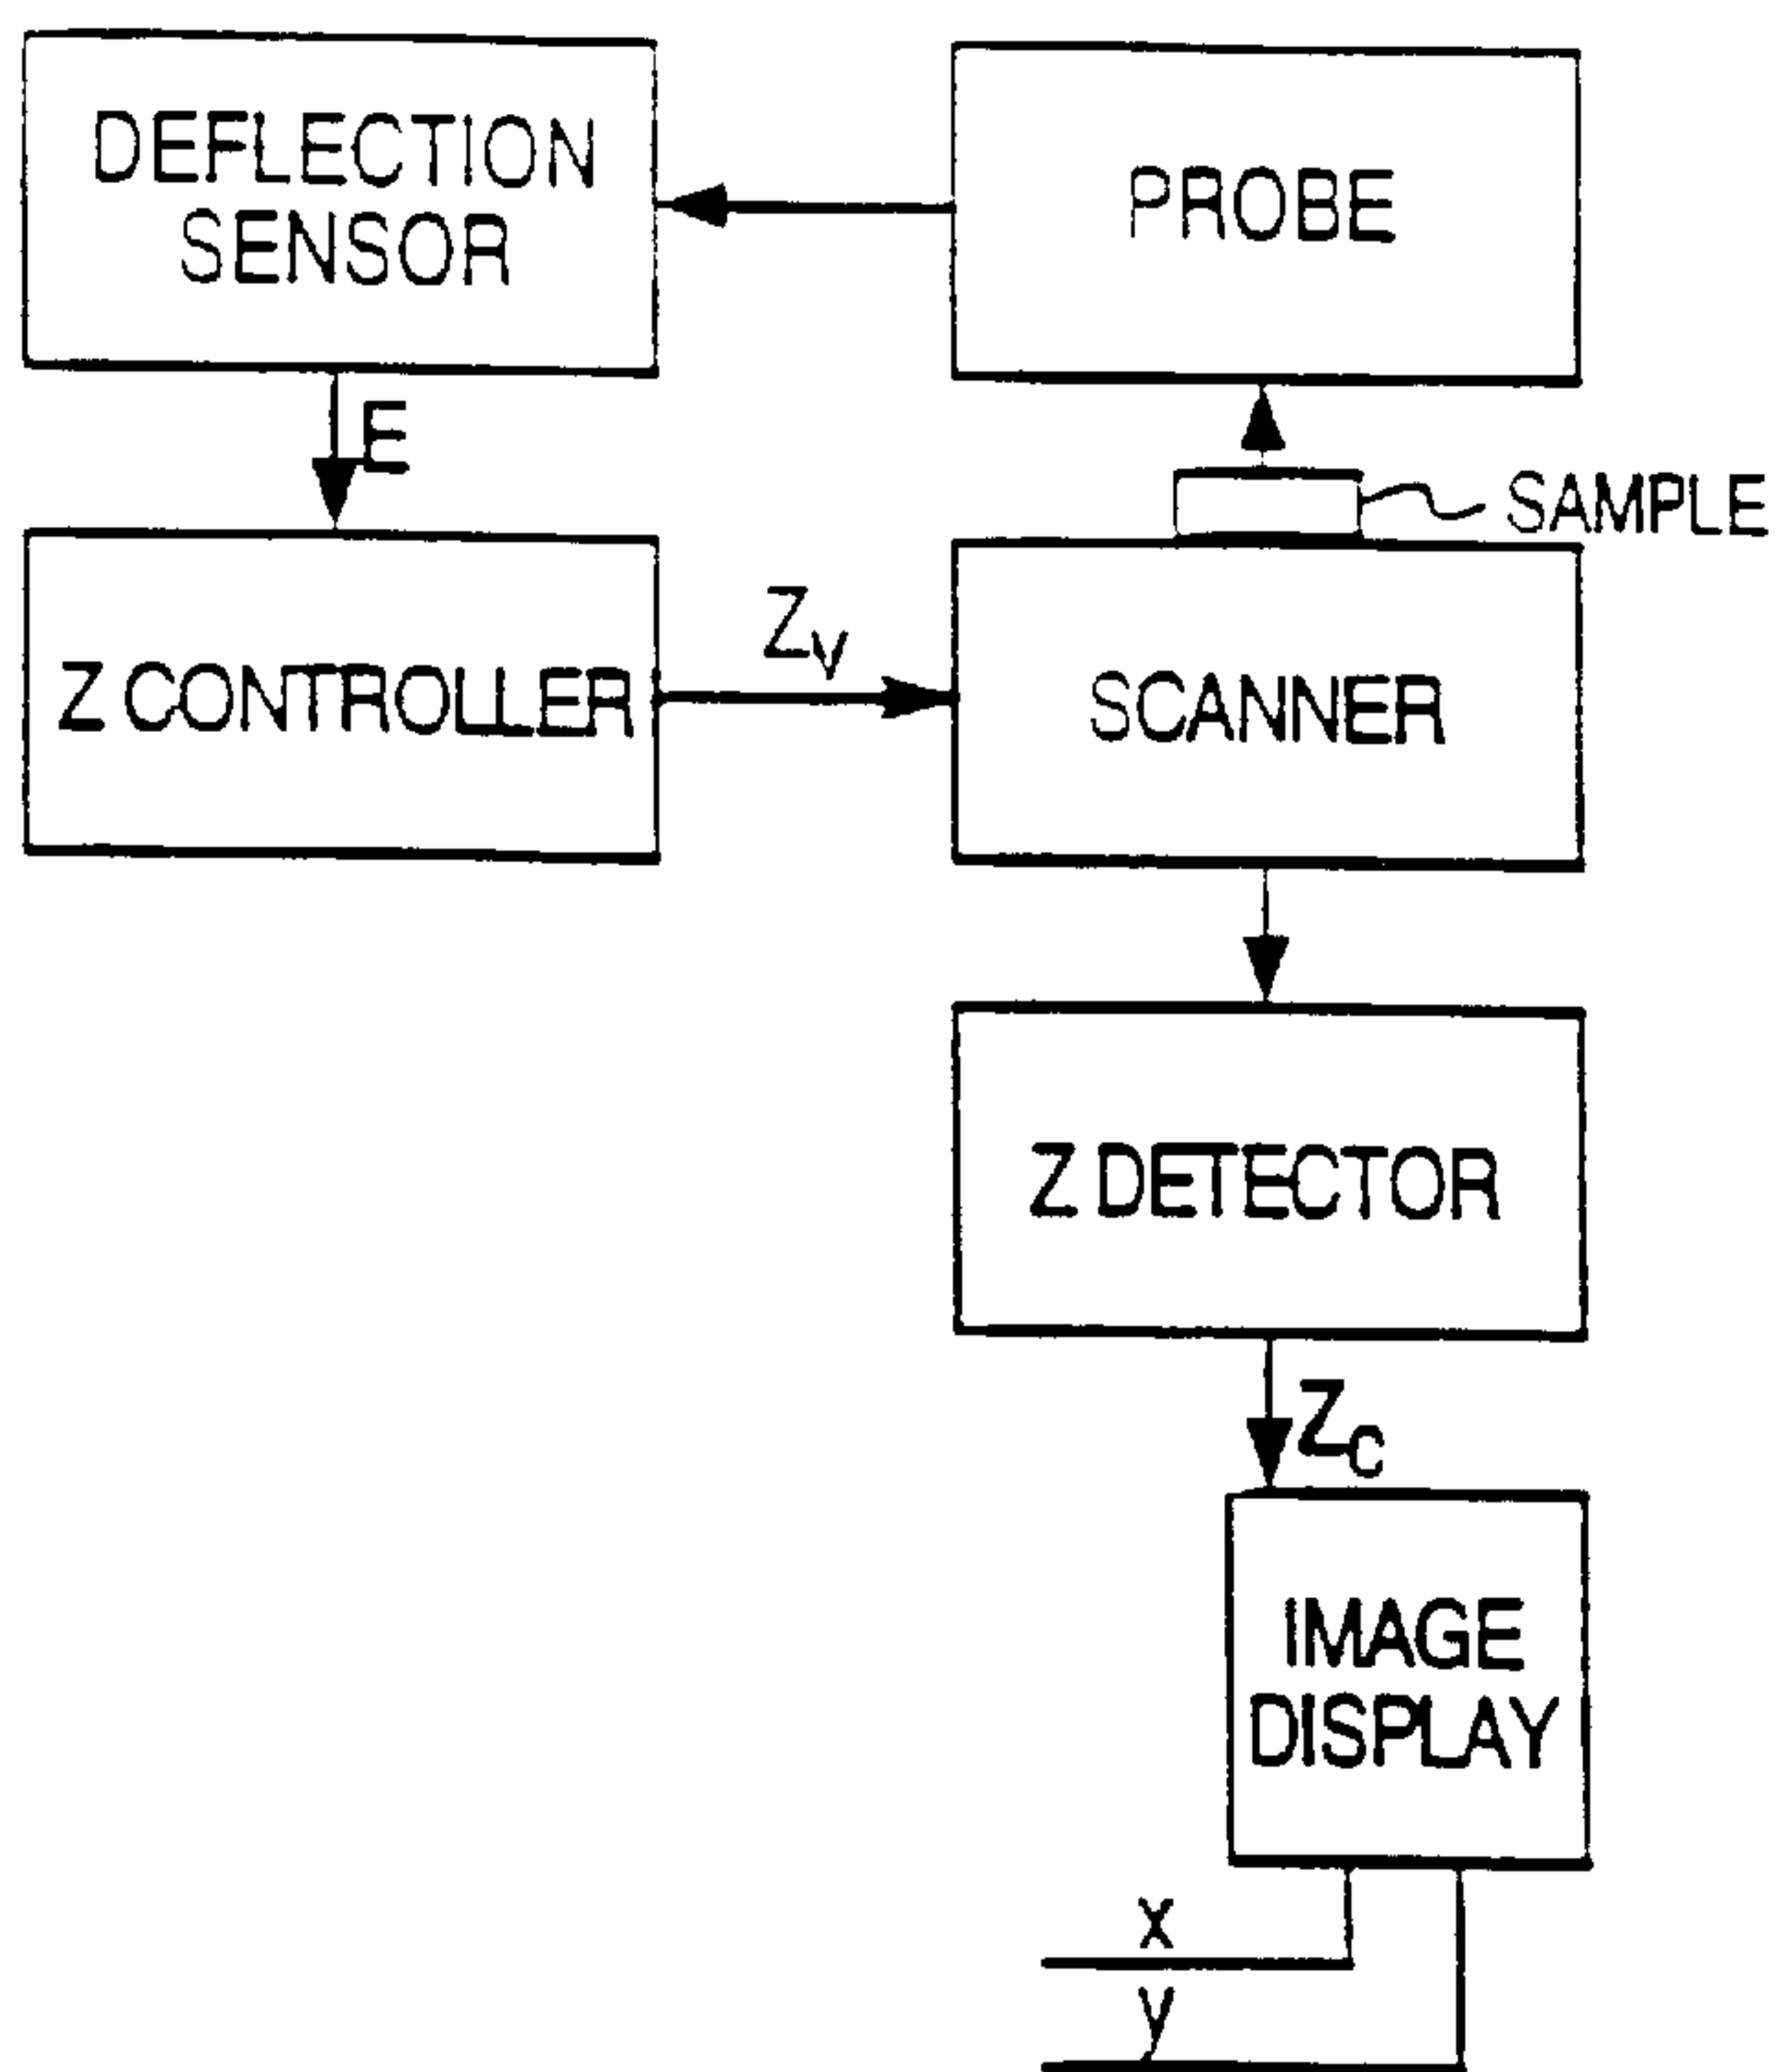 DEFLECTION
SENSOR
PROBE
E
SAMPLE
Z CONTROLLER
Zv
SCANNER
Z DETECTOR
Zc
IMAGE
DISPLAY
x
y